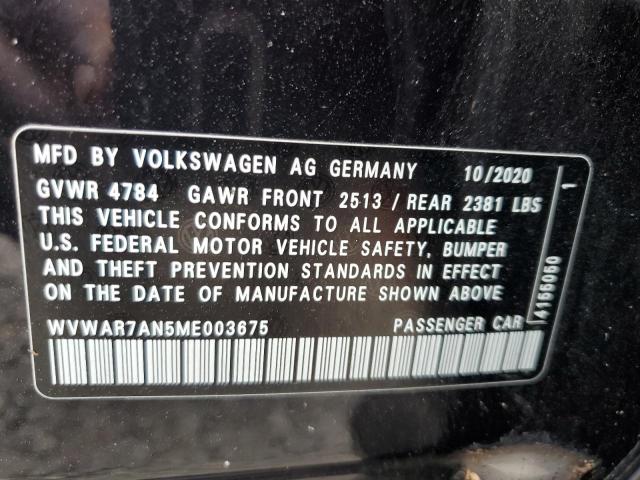 MFD BY VOLKSWAGEN AG GERMANY 10/2020
GVWR 4784 GAWR FRONT 2513 / REAR 2381 LBS
THIS VEHICLE CONFORMS TO ALL APPLICABLE
U.S. FEDERAL MOTOR VEHICLE SAFETY, BUMPER
AND THEFT PREVENTION STANDARDS IN EFFECT
ON THE DATE OF MANUFACTURE SHOWN ABOVE
WVWAR7AN5ME003675 PASSENGER CAR
4155050 1